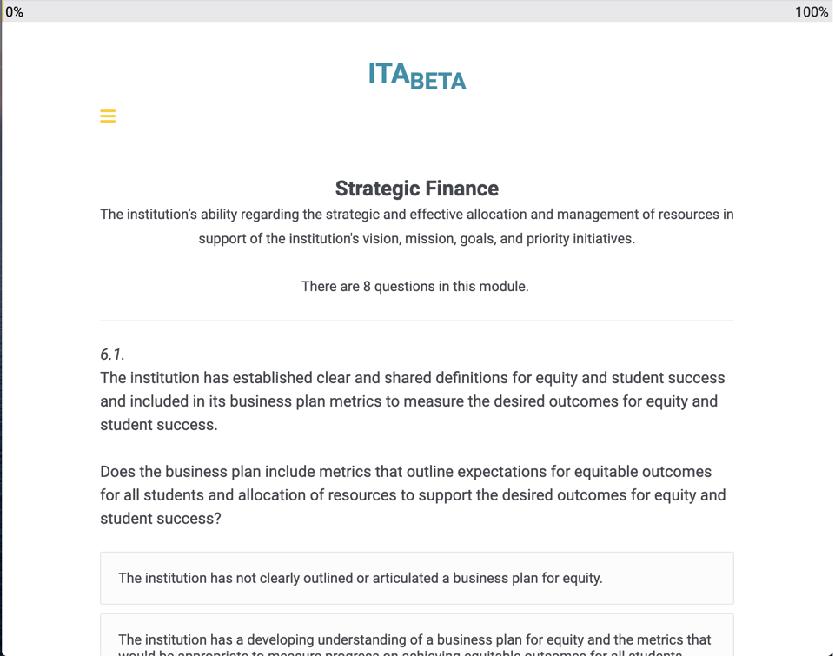 0% 100%
ITABETA
Strategic Finance
The institution's ability regarding the strategic and effective allocation and management of resources in
support of the institution's vision, mission, goals, and priority initiatives.
There are 8 questions in this module.
6.1.
The institution has established clear and shared definitions for equity and student success
and included in its business plan metrics to measure the desired outcomes for equity and
student success.
Does the business plan include metrics that outline expectations for equitable outcomes
for all students and allocation of resources to support the desired outcomes for equity and
student success?
The institution has not clearly outlined or articulated a business plan for equity.
The institution has a developing understanding of a business plan for equity and the metrics that
would be appropriate to measure progress on achieving equitable outcomes for all students